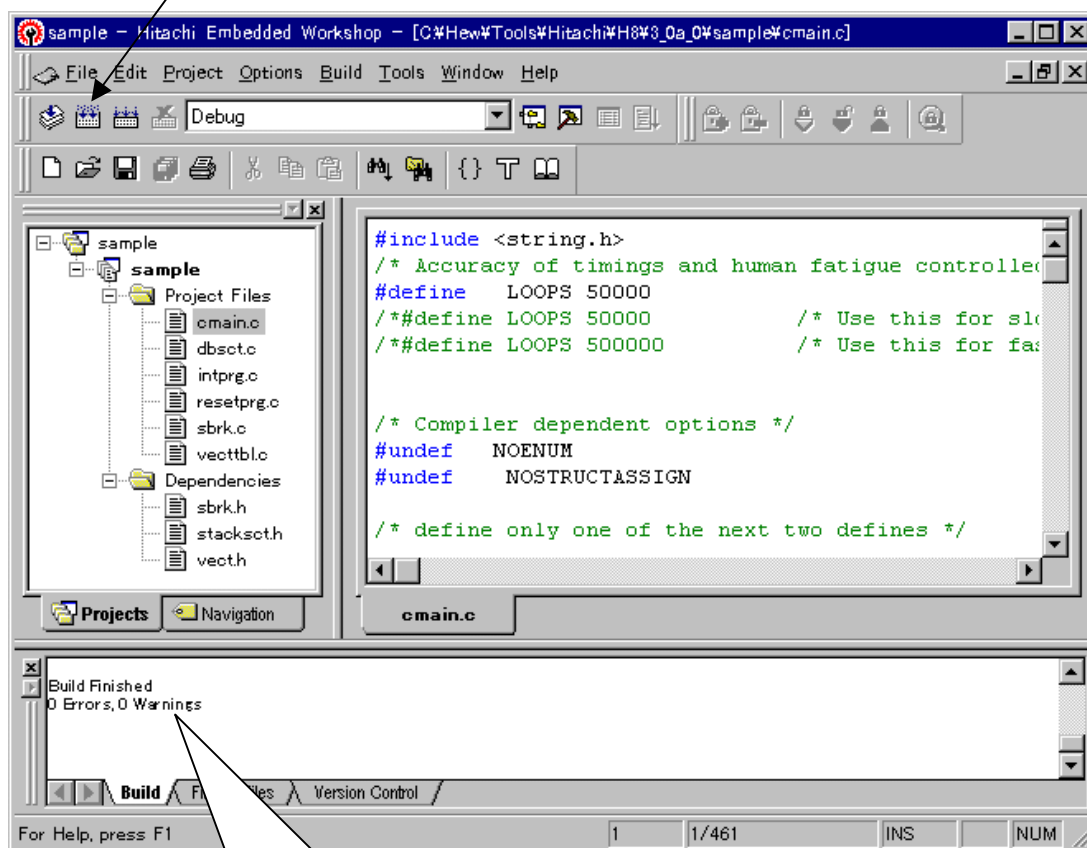 sample - Hitachi Embedded Workshop - [C:¥Hew¥Tools¥Hitachi¥H8¥3_0a_0¥sample¥cmain.c]
File Edit Project Options Build Tools Window Help
Debug
sample
sample
Project Files
cmain.c
dbsct.c
intprg.c
resetprg.c
sbrk.c
vecttbl.c
Dependencies
sbrk.h
stacksct.h
vect.h
Projects
Navigation
#include <string.h>
/* Accuracy of timings and human fatigue controlled
#define LOOPS 50000
/*#define LOOPS 50000 /* Use this for slo
/*#define LOOPS 500000 /* Use this for fas
/* Compiler dependent options */
#undef NOENUM
#undef NOSTRUCTASSIGN
/* define only one of the next two defines */
cmain.c
Build Finished
0 Errors, 0 Warnings
Build
Version Control
For Help, press F1
1
1/461
INS
NUM